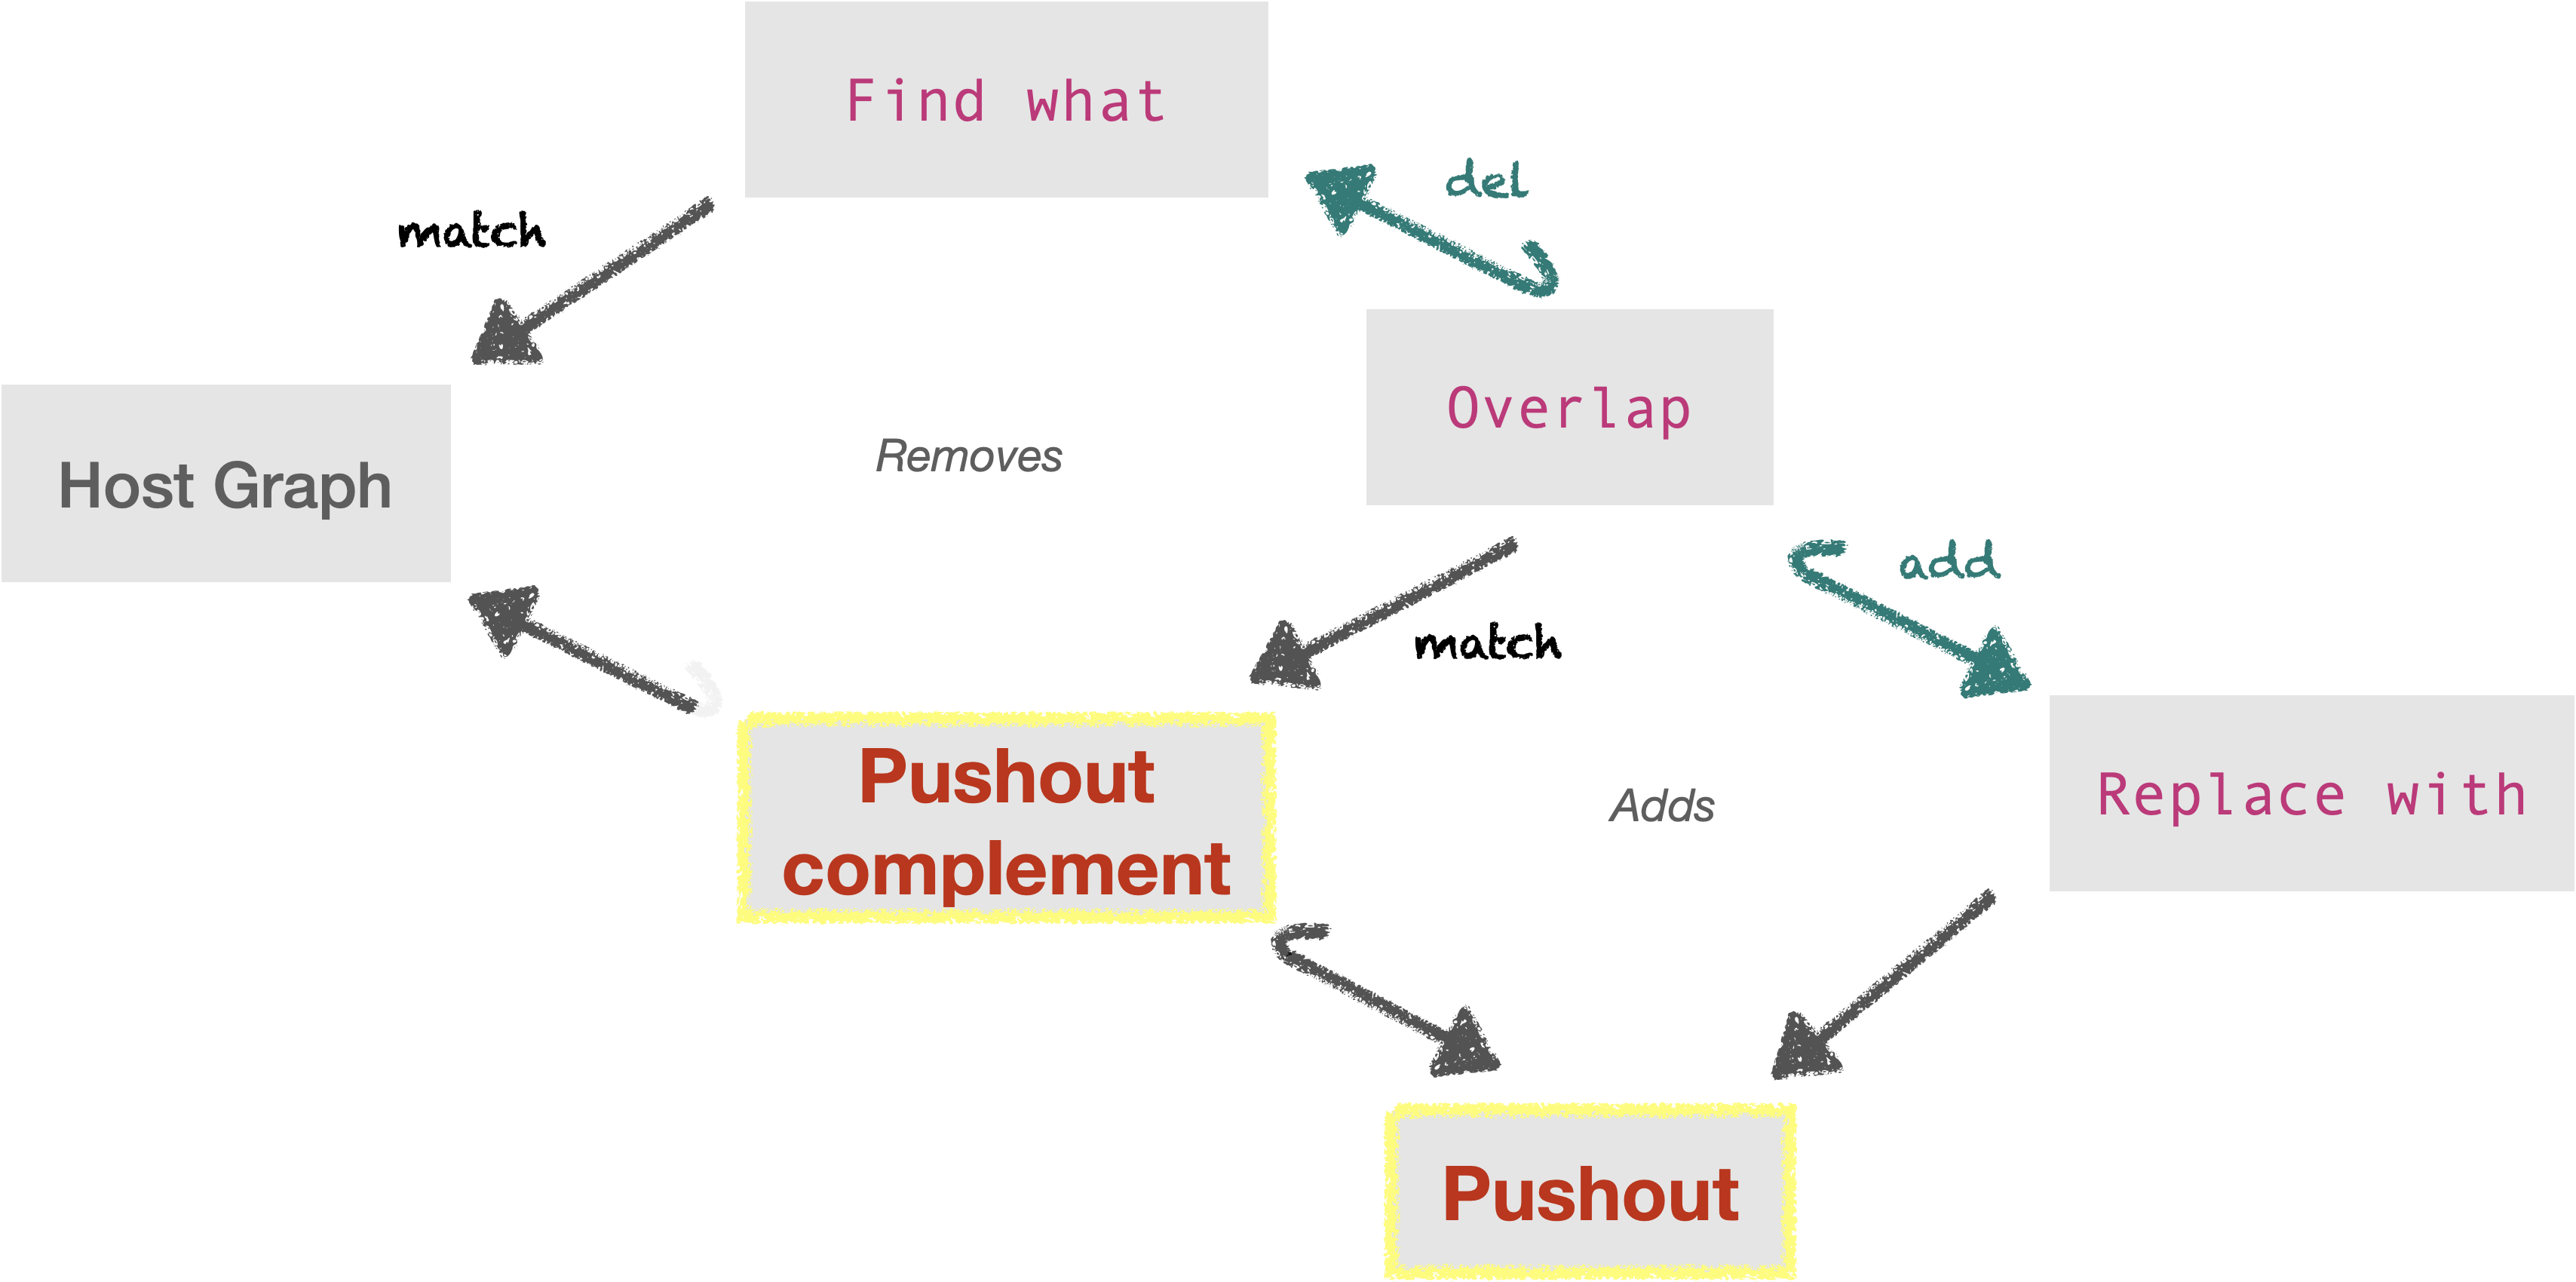 Find what
del
match
Overlap
Host Graph
Removes
add
match
Pushout
complement
Adds
Replace with
Pushout